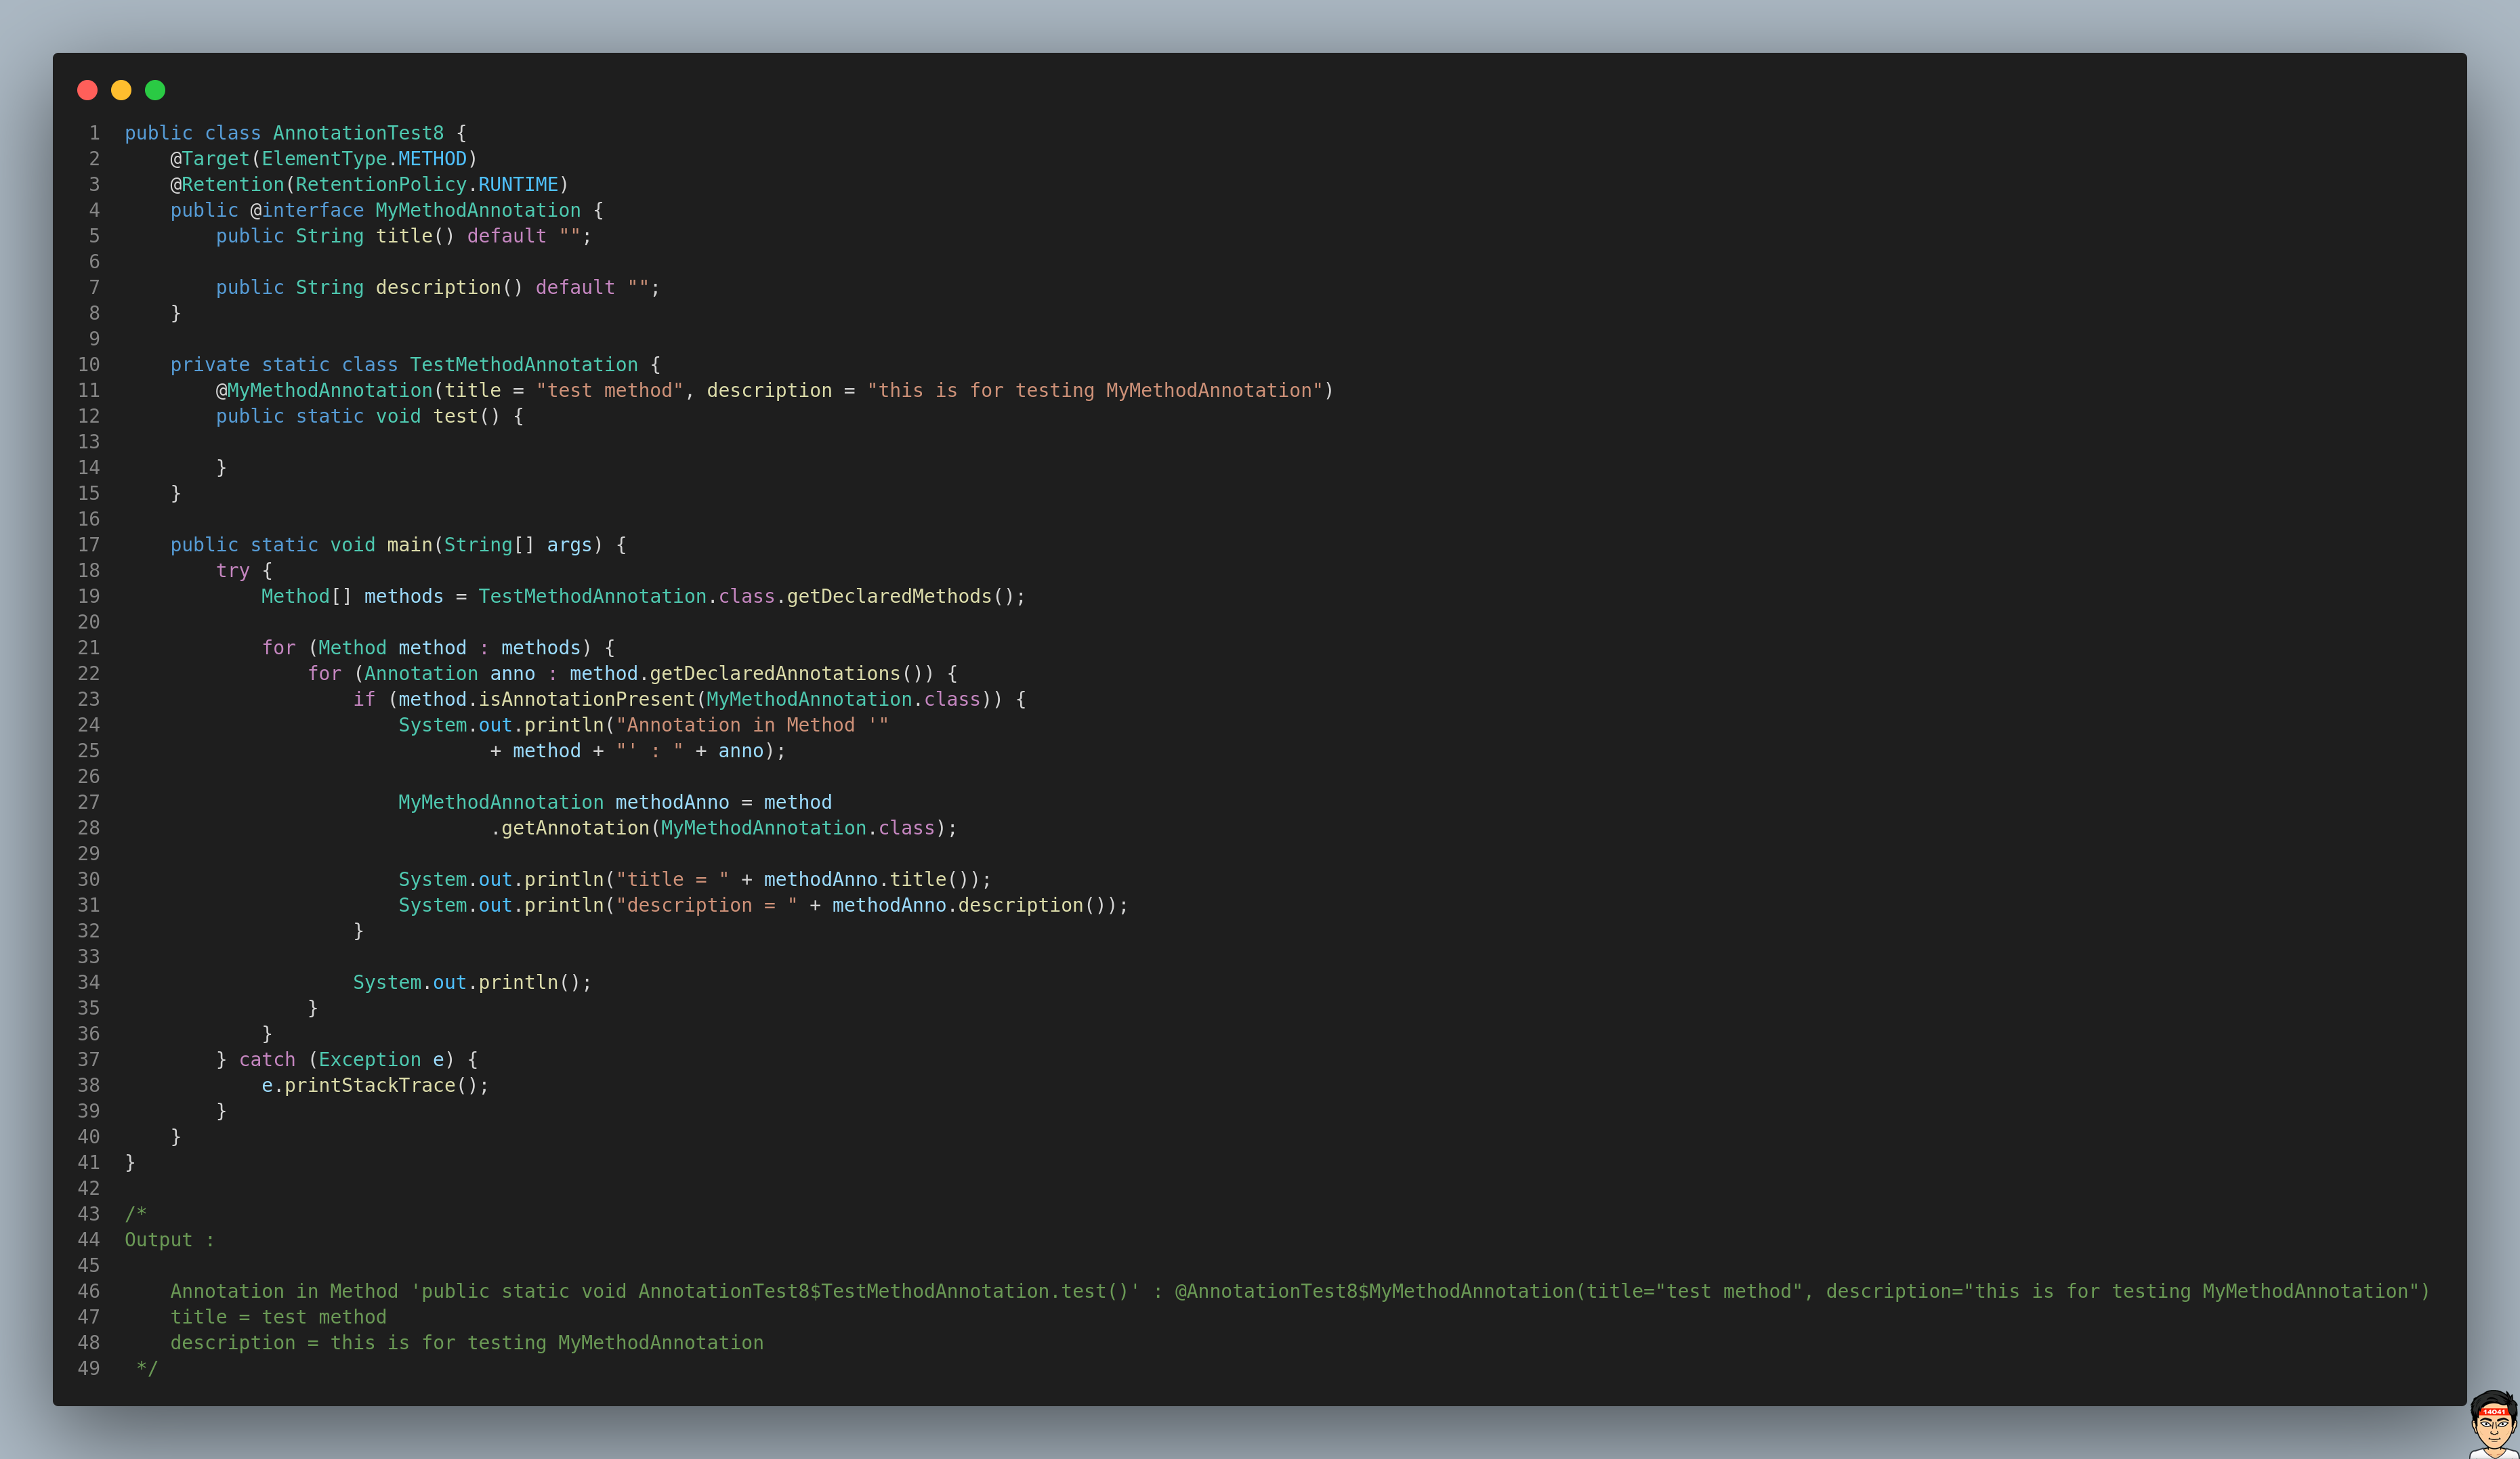 1 public class AnnotationTest8 {
2     @Target(ElementType.METHOD)
3     @Retention(RetentionPolicy.RUNTIME)
4     public @interface MyMethodAnnotation {
5         public String title() default "";
6
7         public String description() default "";
8     }
9
10     private static class TestMethodAnnotation {
11         @MyMethodAnnotation(title = "test method", description = "this is for testing MyMethodAnnotation")
12         public static void test() {
13
14         }
15     }
16
17     public static void main(String[] args) {
18         try {
19             Method[] methods = TestMethodAnnotation.class.getDeclaredMethods();
20
21             for (Method method : methods) {
22                 for (Annotation anno : method.getDeclaredAnnotations()) {
23                     if (method.isAnnotationPresent(MyMethodAnnotation.class)) {
24                         System.out.println("Annotation in Method '"
25                                 + method + "' : " + anno);
26
27                         MyMethodAnnotation methodAnno = method
28                                 .getAnnotation(MyMethodAnnotation.class);
29
30                         System.out.println("title = " + methodAnno.title());
31                         System.out.println("description = " + methodAnno.description());
32                     }
33
34                     System.out.println();
35                 }
36             }
37         } catch (Exception e) {
38             e.printStackTrace();
39         }
40     }
41 }
42
43 /*
44 Output :
45
46     Annotation in Method 'public static void AnnotationTest8$TestMethodAnnotation.test()' : @AnnotationTest8$MyMethodAnnotation(title="test method", description="this is for testing MyMethodAnnotation")
47     title = test method
48     description = this is for testing MyMethodAnnotation
49  */
14041